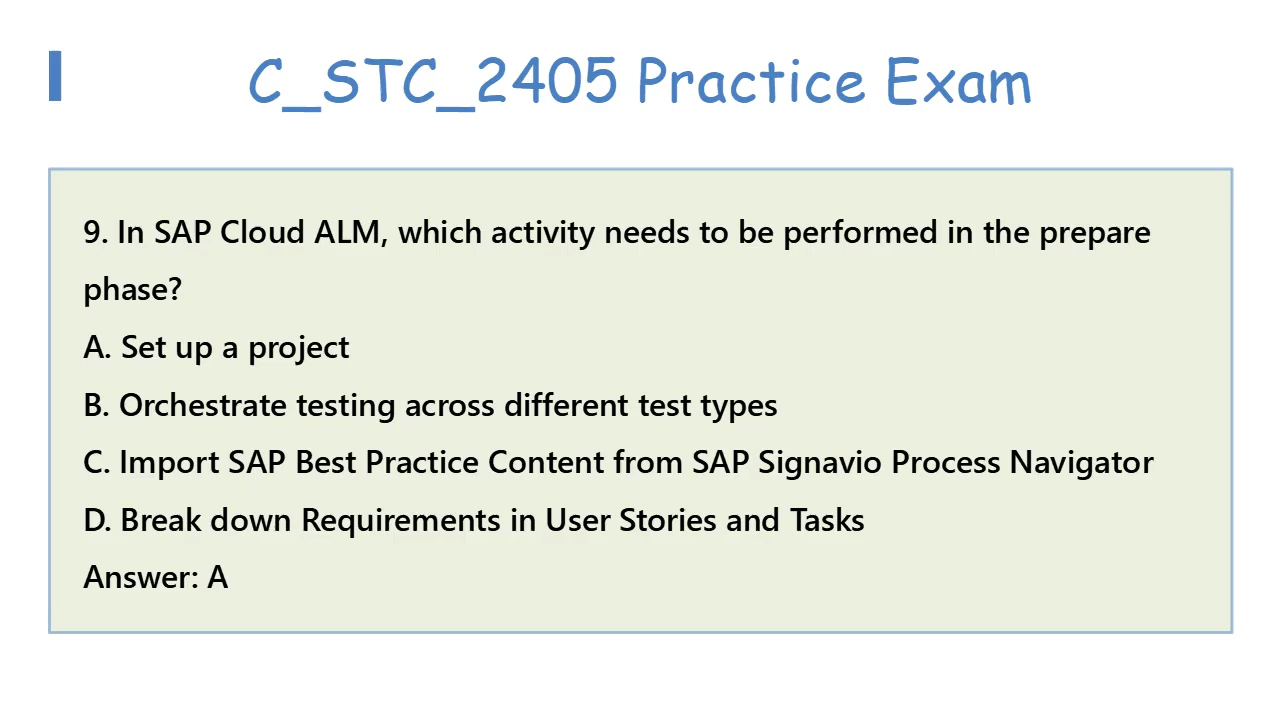 C_STC_2405 Practice Exam
9. In SAP Cloud ALM, which activity needs to be performed in the prepare
phase?
A. Set up a project
B. Orchestrate testing across different test types
C. Import SAP Best Practice Content from SAP Signavio Process Navigator
D. Break down Requirements in User Stories and Tasks
Answer: A